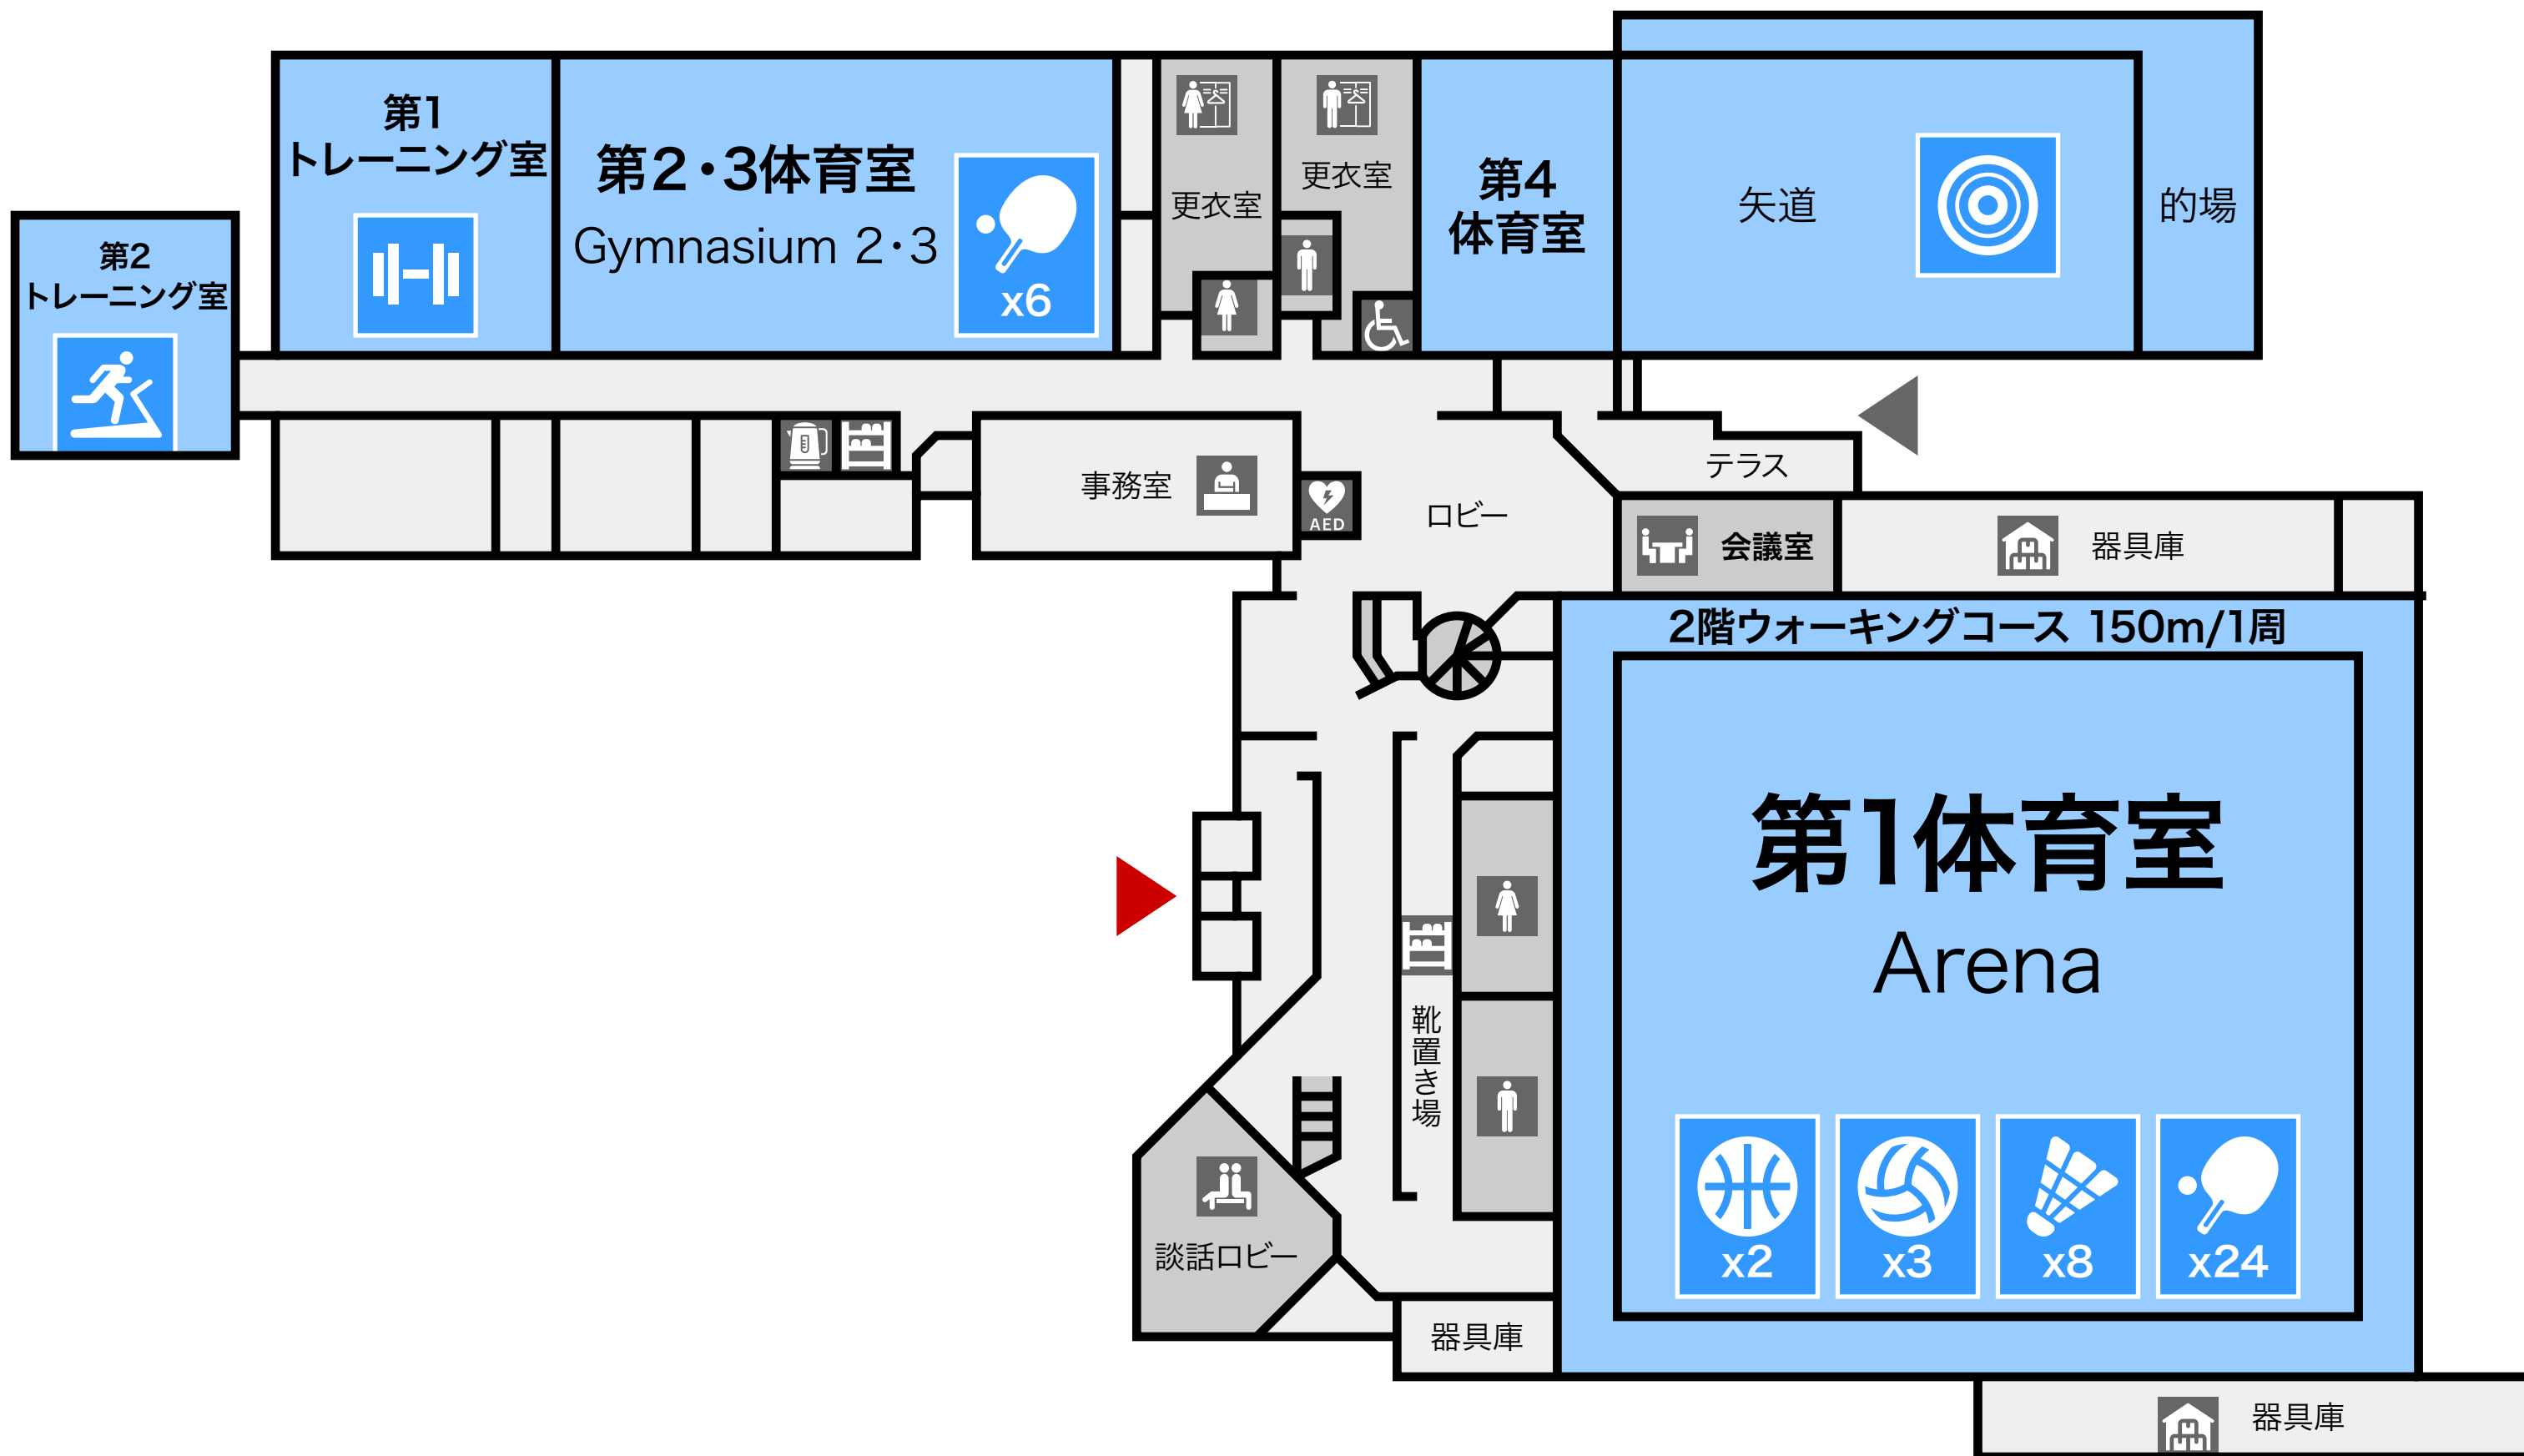 第1
トレーニング室
第2・3体育室
Gymnasium 2・3
x6
更衣室
更衣室
第4
体育室
矢道
的場
第2
トレーニング室
事務室
AED
ロビー
テラス
会議室
器具庫
2階ウォーキングコース 150m/1周
第1体育室
Arena
x2
x3
x8
x24
靴置き場
談話ロビー
器具庫
器具庫